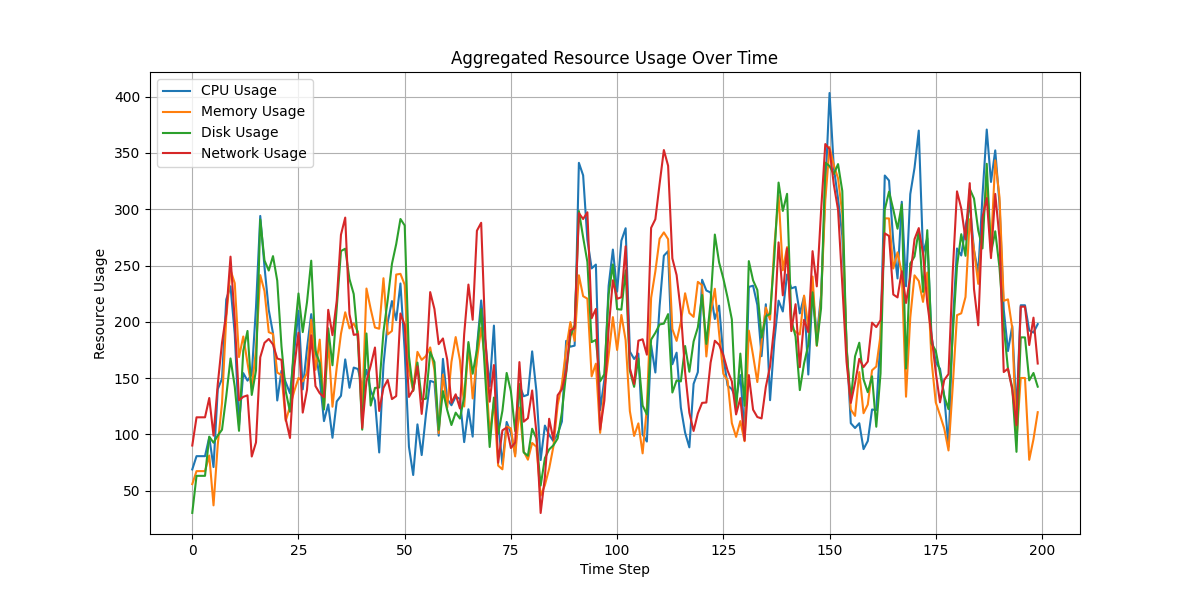 Aggregated Resource Usage Over Time
CPU Usage
Memory Usage
Disk Usage
Network Usage
Resource Usage
400
350
300
250
200
150
100
50
0 25 50 75 100 125 150 175 200
Time Step